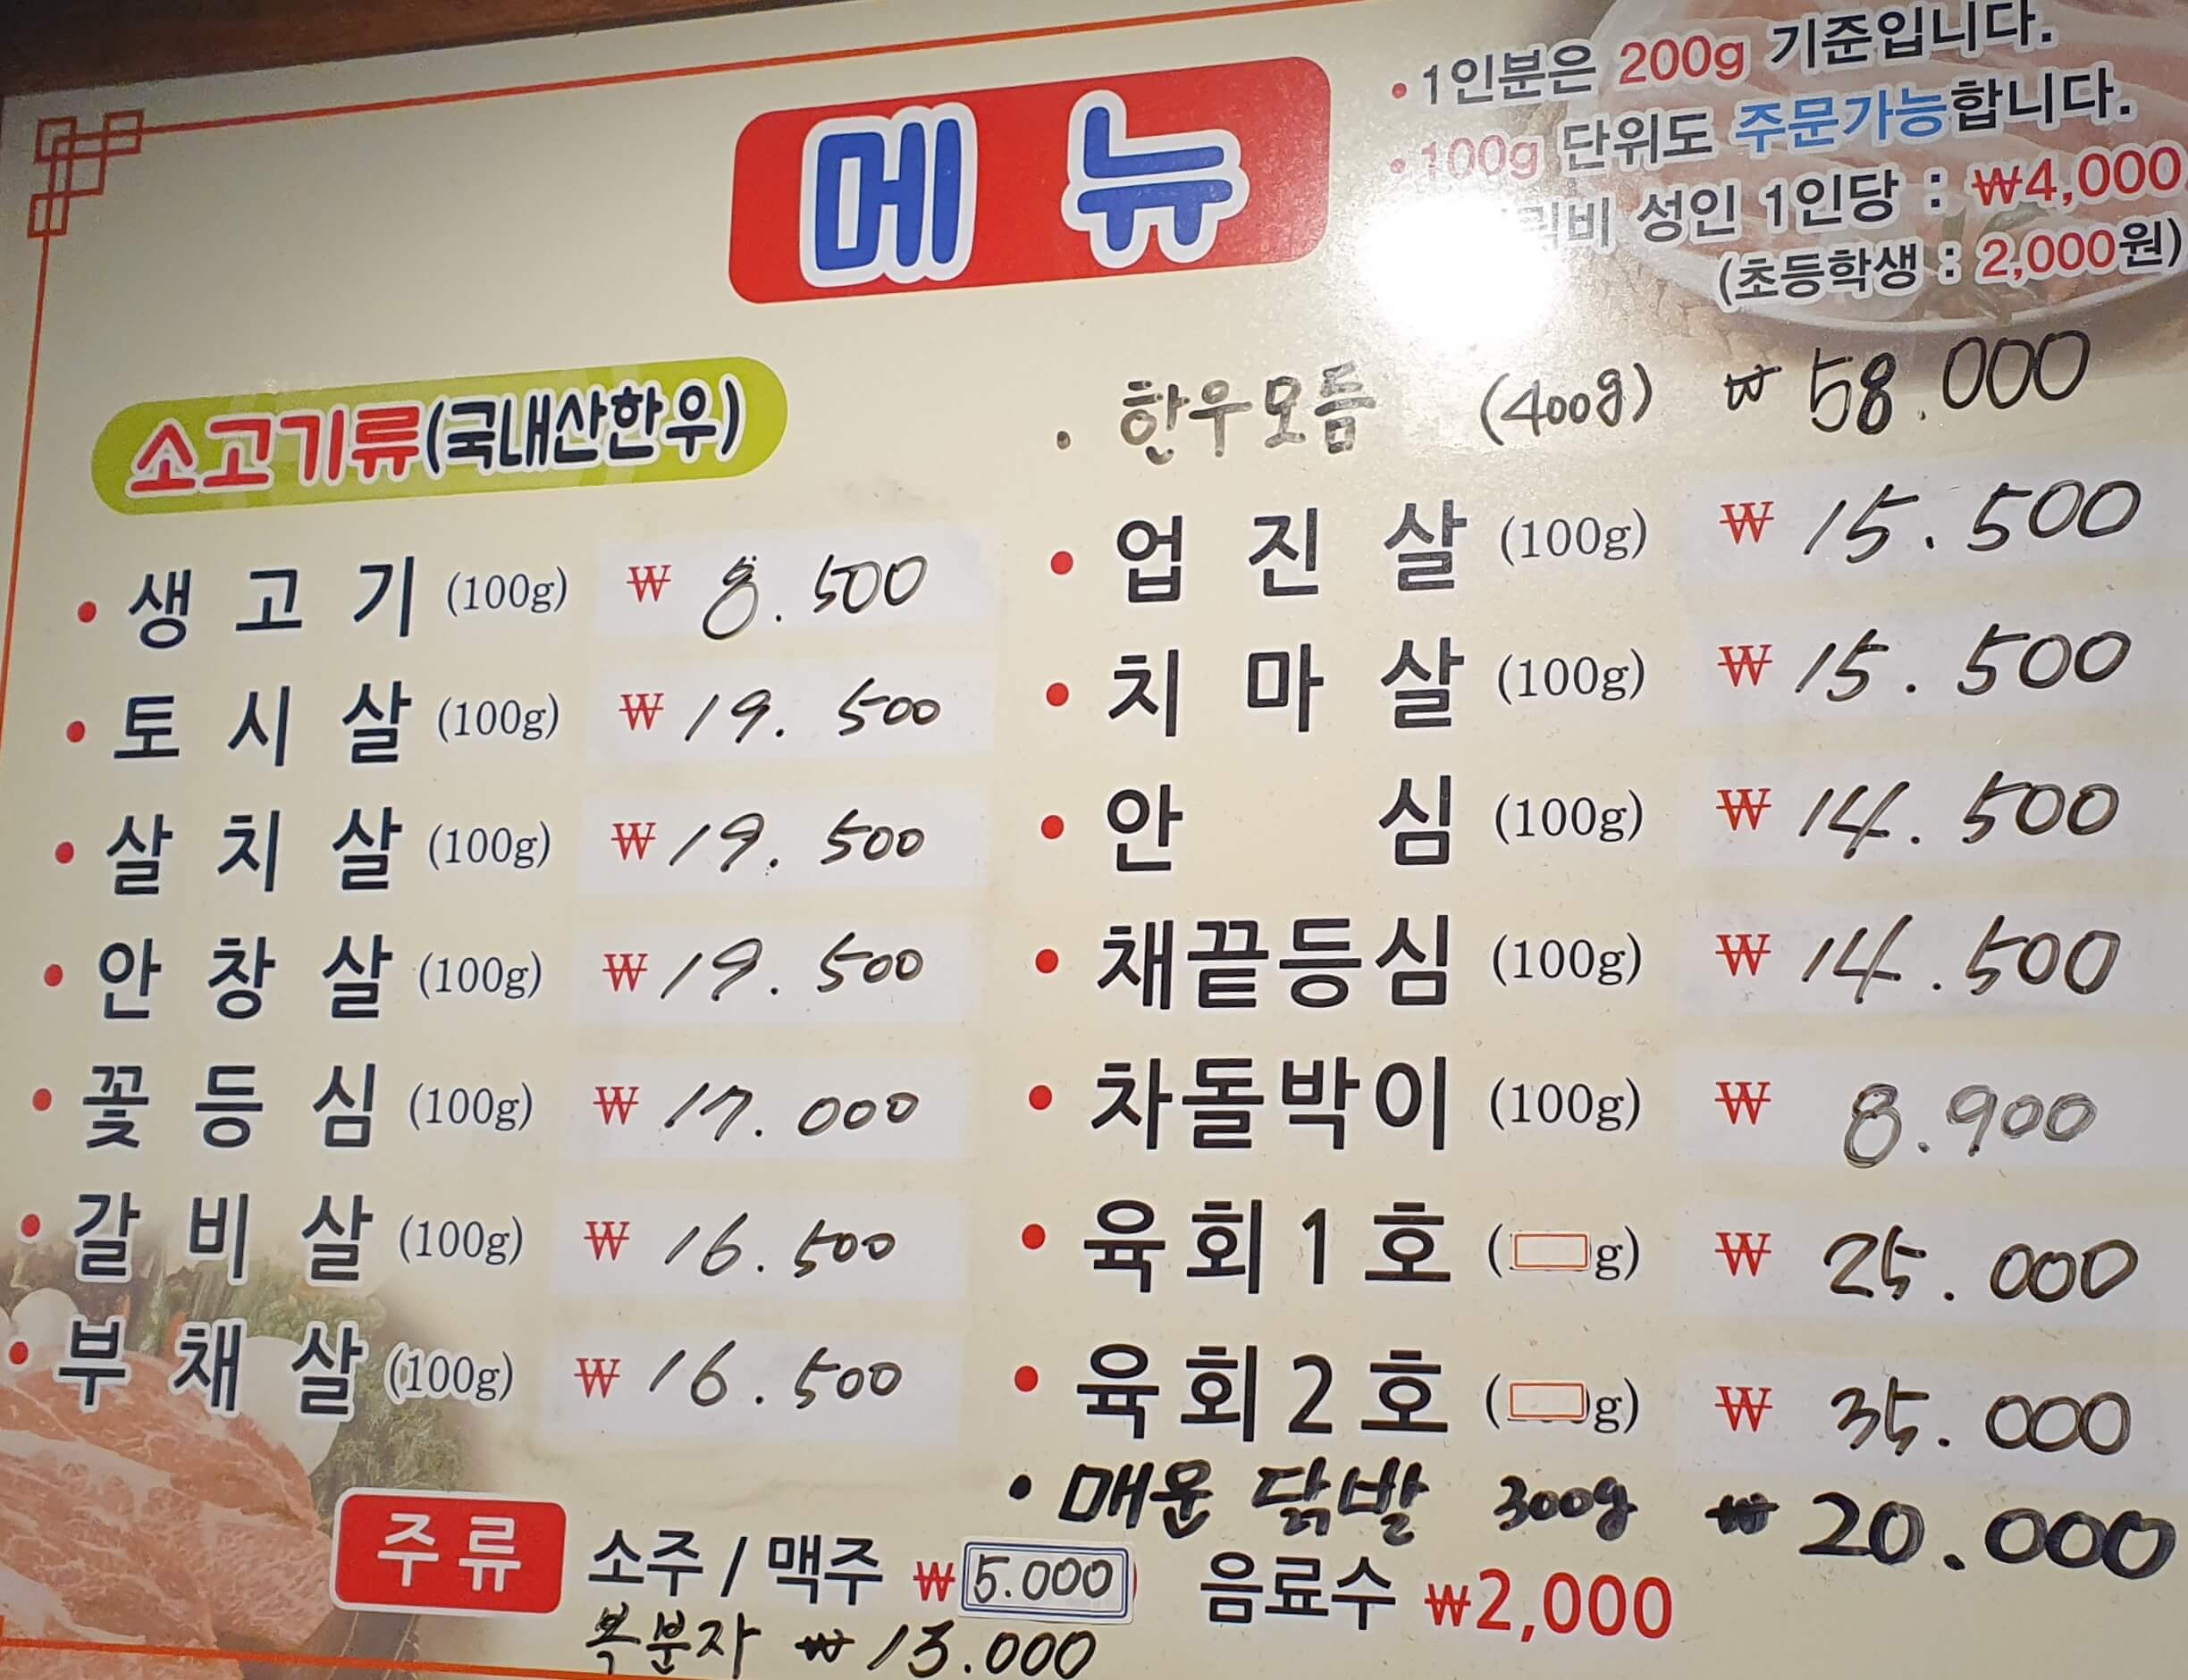 메 뉴
• 1인분은 200g 기준입니다.
• 100g 단위도 주문가능합니다.
성인 1인당 : ₩4,000
(초등학생 : 2,000원)
소고기류(국내산한우)
• 생 고 기 (100g) ₩ 8.500
• 토 시 살 (100g) ₩ 19.500
• 살 치 살 (100g) ₩ 19.500
• 안 창 살 (100g) ₩ 19.500
• 꽃 등 심 (100g) ₩ 17.000
• 갈 비 살 (100g) ₩ 16.500
• 부 채 살 (100g) ₩ 16.500
• 한우모듬 (400g) ₩ 58.000
• 업 진 살 (100g) ₩ 15.500
• 치 마 살 (100g) ₩ 15.500
• 안 심 (100g) ₩ 14.500
• 채끝등심 (100g) ₩ 14.500
• 차돌박이 (100g) ₩ 8.900
• 육회1호 ( g) ₩ 25.000
• 육회2호 ( g) ₩ 35.000
• 매운 닭발 300g ₩ 20.000
주류 소주 / 맥주 ₩ 5.000 음료수 ₩2,000
복분자 ₩ 13.000